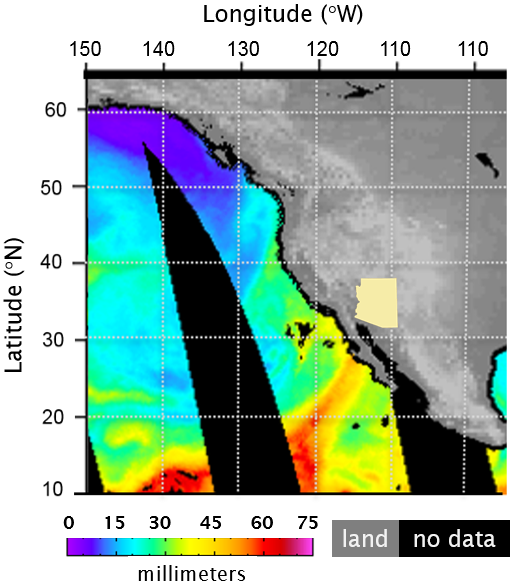 Longitude (°W)
150 140 130 120 110 110
60
50
40
30
20
10
Latitude (°N)
0 15 30 45 60 75
millimeters
land no data